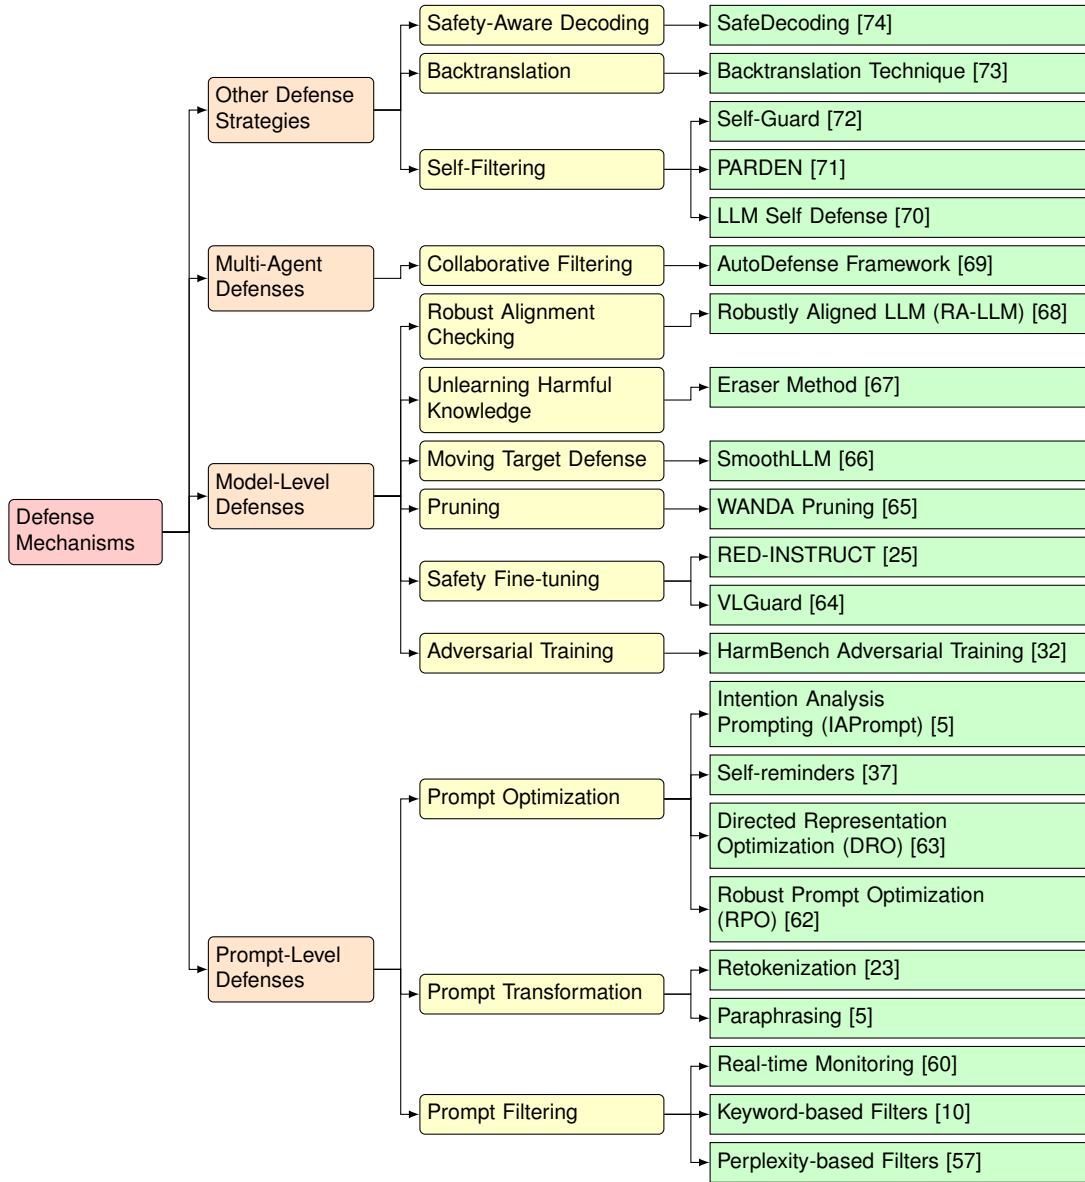 Defense
Mechanisms
Other Defense
Strategies
Safety-Aware Decoding
SafeDecoding [74]
Backtranslation
Backtranslation Technique [73]
Self-Filtering
Self-Guard [72]
PARDEN [71]
LLM Self Defense [70]
Multi-Agent
Defenses
Collaborative Filtering
AutoDefense Framework [69]
Model-Level
Defenses
Robust Alignment
Checking
Robustly Aligned LLM (RA-LLM) [68]
Unlearning Harmful
Knowledge
Eraser Method [67]
Moving Target Defense
SmoothLLM [66]
Pruning
WANDA Pruning [65]
Safety Fine-tuning
RED-INSTRUCT [25]
VLGuard [64]
Adversarial Training
HarmBench Adversarial Training [32]
Prompt-Level
Defenses
Prompt Optimization
Intention Analysis
Prompting (IAPrompt) [5]
Self-reminders [37]
Directed Representation
Optimization (DRO) [63]
Robust Prompt Optimization
(RPO) [62]
Prompt Transformation
Retokenization [23]
Paraphrasing [5]
Prompt Filtering
Real-time Monitoring [60]
Keyword-based Filters [10]
Perplexity-based Filters [57]